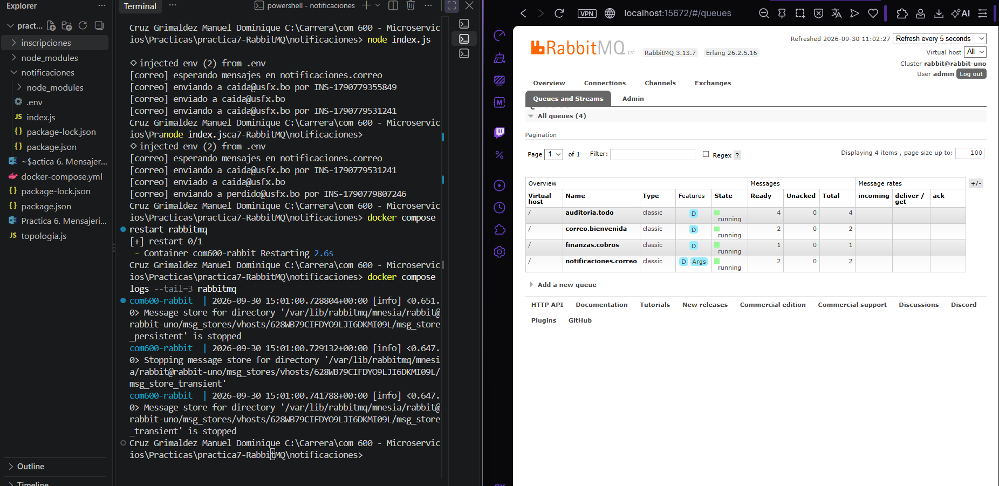 Explorer
pract...
inscripciones
node_modules
notificaciones
node_modules
.env
JS index.js
{} package-lock.json
{} package.json
~$actica 6. Mensajer...
docker-compose.yml
{} package-lock.json
{} package.json
Practica 6. Mensajeri...
JS topologia.js
Outline
Timeline
Terminal
powershell - notificaciones
Cruz Grimaldez Manuel Dominique C:\Carrera\com 600 - Microservic
ios\Practicas\practica7-RabbitMQ\notificaciones> node index.js
◇ injected env (2) from .env
[correo] esperando mensajes en notificaciones.correo
[correo] enviando a caida@usfx.bo por INS-1790779355849
[correo] enviado a caida@usfx.bo
[correo] enviando a caida@usfx.bo por INS-1790779531241
Cruz Grimaldez Manuel Dominique C:\Carrera\com 600 - Microservic
ios\Pranode index.jsca7-RabbitMQ\notificaciones>
◇ injected env (2) from .env
[correo] esperando mensajes en notificaciones.correo
[correo] enviando a caida@usfx.bo por INS-1790779531241
[correo] enviado a caida@usfx.bo
[correo] enviando a perdido@usfx.bo por INS-1790779807246
Cruz Grimaldez Manuel Dominique C:\Carrera\com 600 - Microservic
ios\Practicas\practica7-RabbitMQ\notificaciones> docker compose
restart rabbitmq
[+] restart 0/1
- Container com600-rabbit Restarting 2.6s
Cruz Grimaldez Manuel Dominique C:\Carrera\com 600 - Microservic
ios\Practicas\practica7-RabbitMQ\notificaciones> docker compose
logs --tail=3 rabbitmq
com600-rabbit  | 2026-09-30 15:01:00.728804+00:00 [info] <0.651.
0> Message store for directory '/var/lib/rabbitmq/mnesia/rabbit@
rabbit-uno/msg_stores/vhosts/628WB79CIFDYO9LJI6DKMI09L/msg_store
_persistent' is stopped
com600-rabbit  | 2026-09-30 15:01:00.729132+00:00 [info] <0.647.
0> Stopping message store for directory '/var/lib/rabbitmq/mnesi
a/rabbit@rabbit-uno/msg_stores/vhosts/628WB79CIFDYO9LJI6DKMI09L/
msg_store_transient'
com600-rabbit  | 2026-09-30 15:01:00.741788+00:00 [info] <0.647.
0> Message store for directory '/var/lib/rabbitmq/mnesia/rabbit@
rabbit-uno/msg_stores/vhosts/628WB79CIFDYO9LJI6DKMI09L/msg_store
_transient' is stopped
Cruz Grimaldez Manuel Dominique C:\Carrera\com 600 - Microservic
ios\Practicas\practica7-RabbitMQ\notificaciones>
VPN localhost:15672/#/queues AI
RabbitMQ TM RabbitMQ 3.13.7 Erlang 26.2.5.16
Refreshed 2026-09-30 11:02:27 Refresh every 5 seconds
Virtual host All
Cluster rabbit@rabbit-uno
User admin Log out
Overview Connections Channels Exchanges
Queues and Streams Admin
Queues
All queues (4)
Pagination
Page 1 of 1 - Filter: Regex ? Displaying 4 items , page size up to: 100
Overview Messages Message rates +/-
Virtual host Name Type Features State Ready Unacked Total incoming deliver / get ack
/ auditoria.todo classic D running 4 0 4
/ correo.bienvenida classic D running 2 0 2
/ finanzas.cobros classic D running 1 0 1
/ notificaciones.correo classic D Args running 2 0 2
Add a new queue
HTTP API Documentation Tutorials New releases Commercial edition Commercial support Discussions Discord
Plugins GitHub